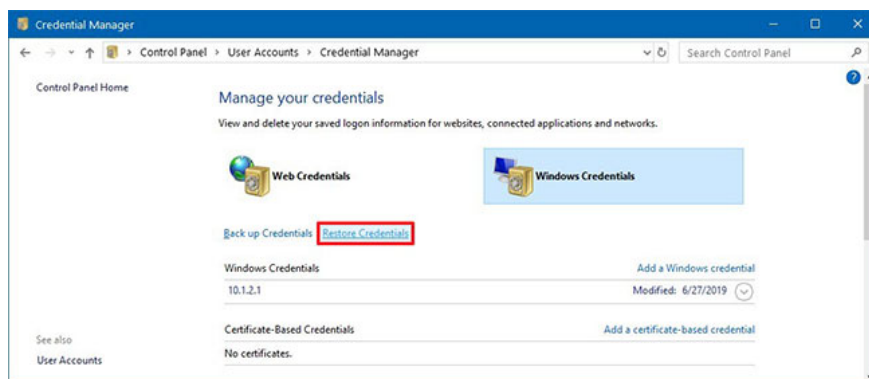 Credential Manager
Control Panel > User Accounts > Credential Manager
Search Control Panel
Control Panel Home
Manage your credentials
View and delete your saved logon information for websites, connected applications and networks.
Web Credentials
Windows Credentials
Back up Credentials Restore Credentials
Windows Credentials Add a Windows credential
10.1.2.1 Modified: 6/27/2019
Certificate-Based Credentials Add a certificate-based credential
No certificates.
See also
User Accounts